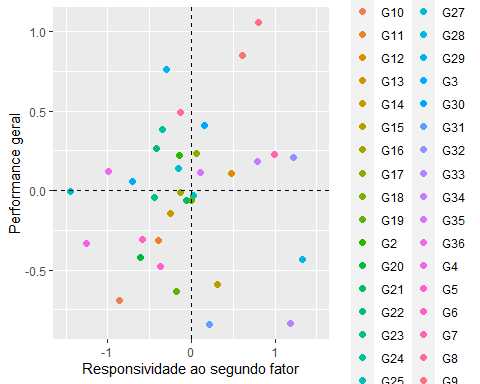 1.0
0.5
0.0
-0.5
Performance geral
-1
0
1
Responsividade ao segundo fator
G10
G11
G12
G13
G14
G15
G16
G17
G18
G19
G2
G20
G21
G22
G23
G24
G25
G27
G28
G29
G3
G30
G31
G32
G33
G34
G35
G36
G4
G5
G6
G7
G8
G9